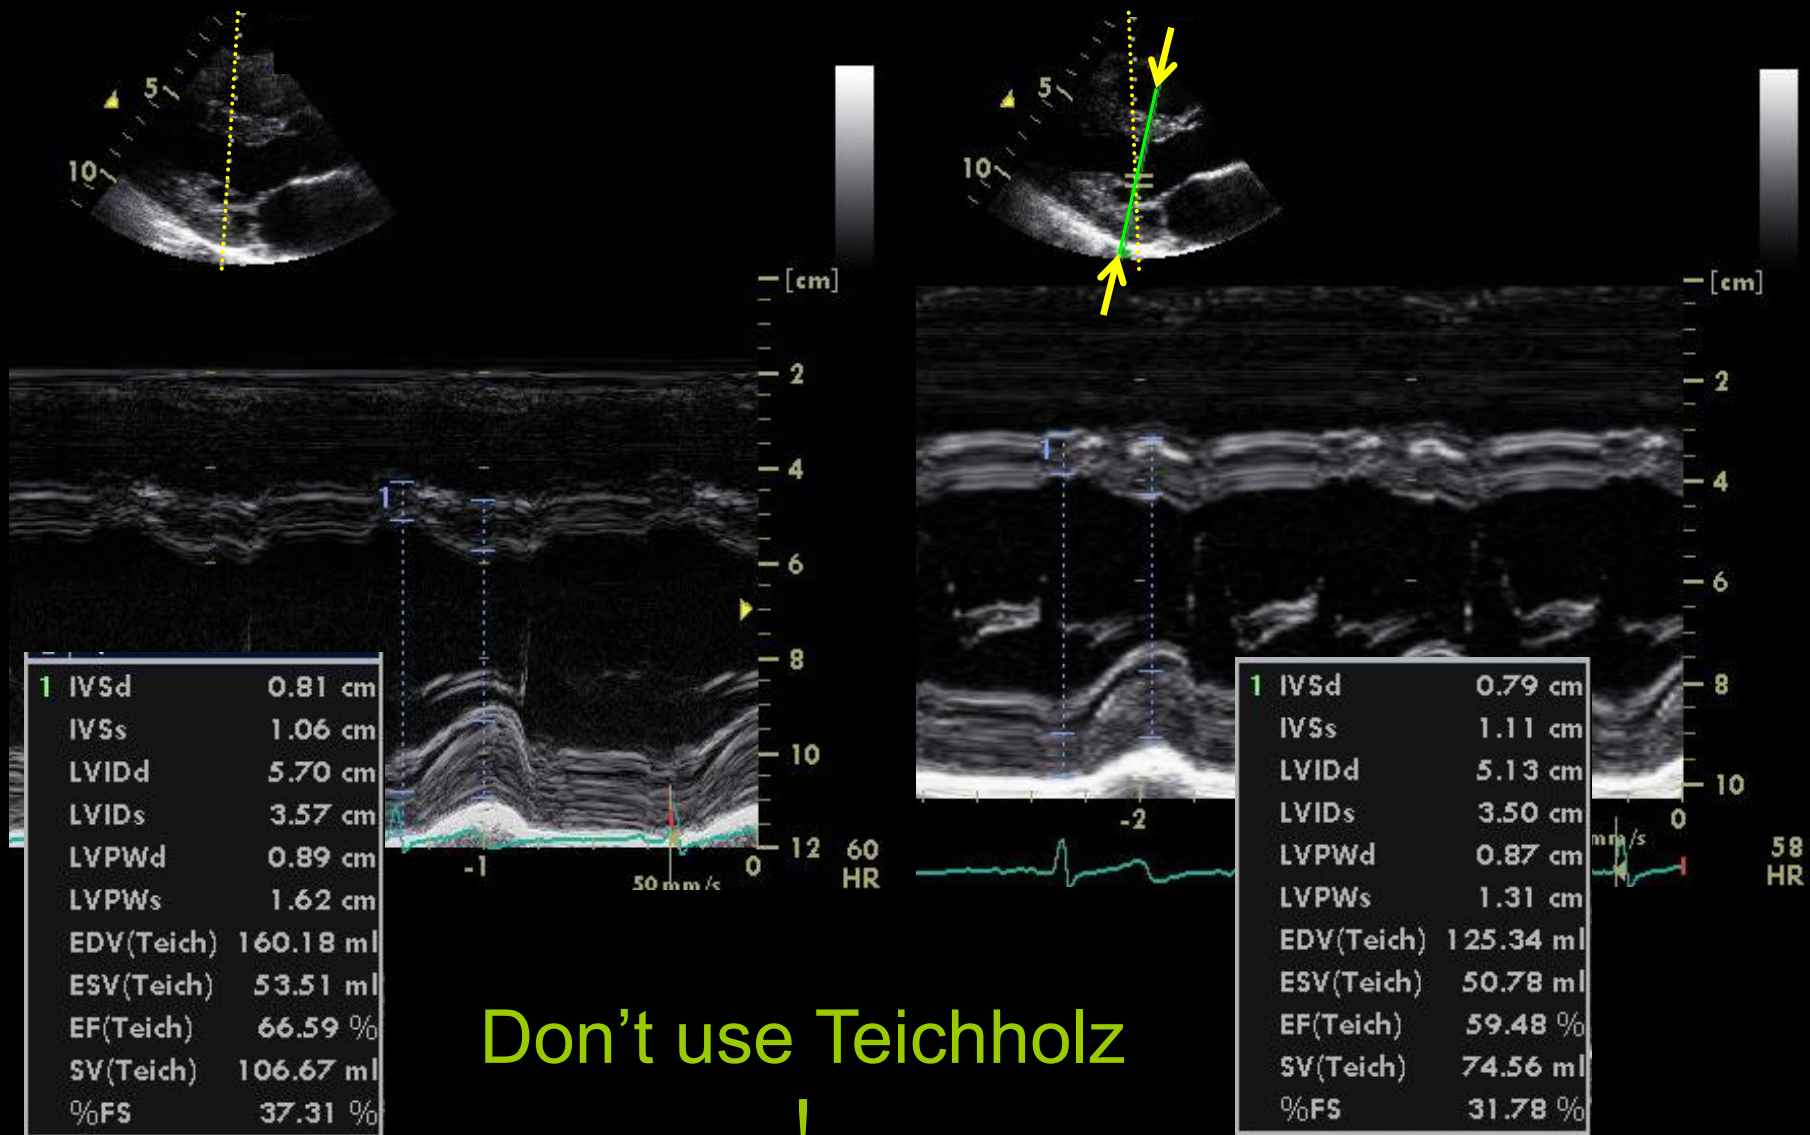 5
10
[cm]
2
4
1
6
8
10
12
-1
0
50 mm/s
60
HR
1 IVSd 0.81 cm
IVSs 1.06 cm
LVIDd 5.70 cm
LVIDs 3.57 cm
LVPWd 0.89 cm
LVPWs 1.62 cm
EDV(Teich) 160.18 ml
ESV(Teich) 53.51 ml
EF(Teich) 66.59 %
SV(Teich) 106.67 ml
%FS 37.31 %
5
10
[cm]
2
1
4
6
8
10
-2
0
mm/s
58
HR
1 IVSd 0.79 cm
IVSs 1.11 cm
LVIDd 5.13 cm
LVIDs 3.50 cm
LVPWd 0.87 cm
LVPWs 1.31 cm
EDV(Teich) 125.34 ml
ESV(Teich) 50.78 ml
EF(Teich) 59.48 %
SV(Teich) 74.56 ml
%FS 31.78 %
Don't use Teichholz
!